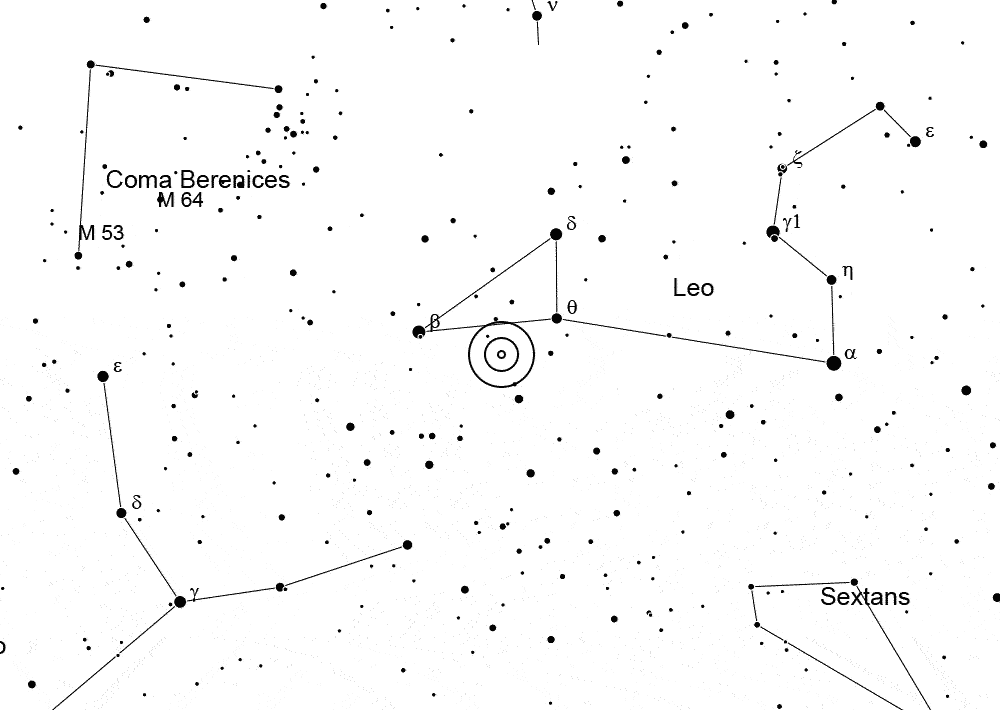 ν
ε
ζ
Coma Berenices
M 64
γ1
δ
M 53
η
Leo
θ
β
α
ε
δ
γ
Sextans
o